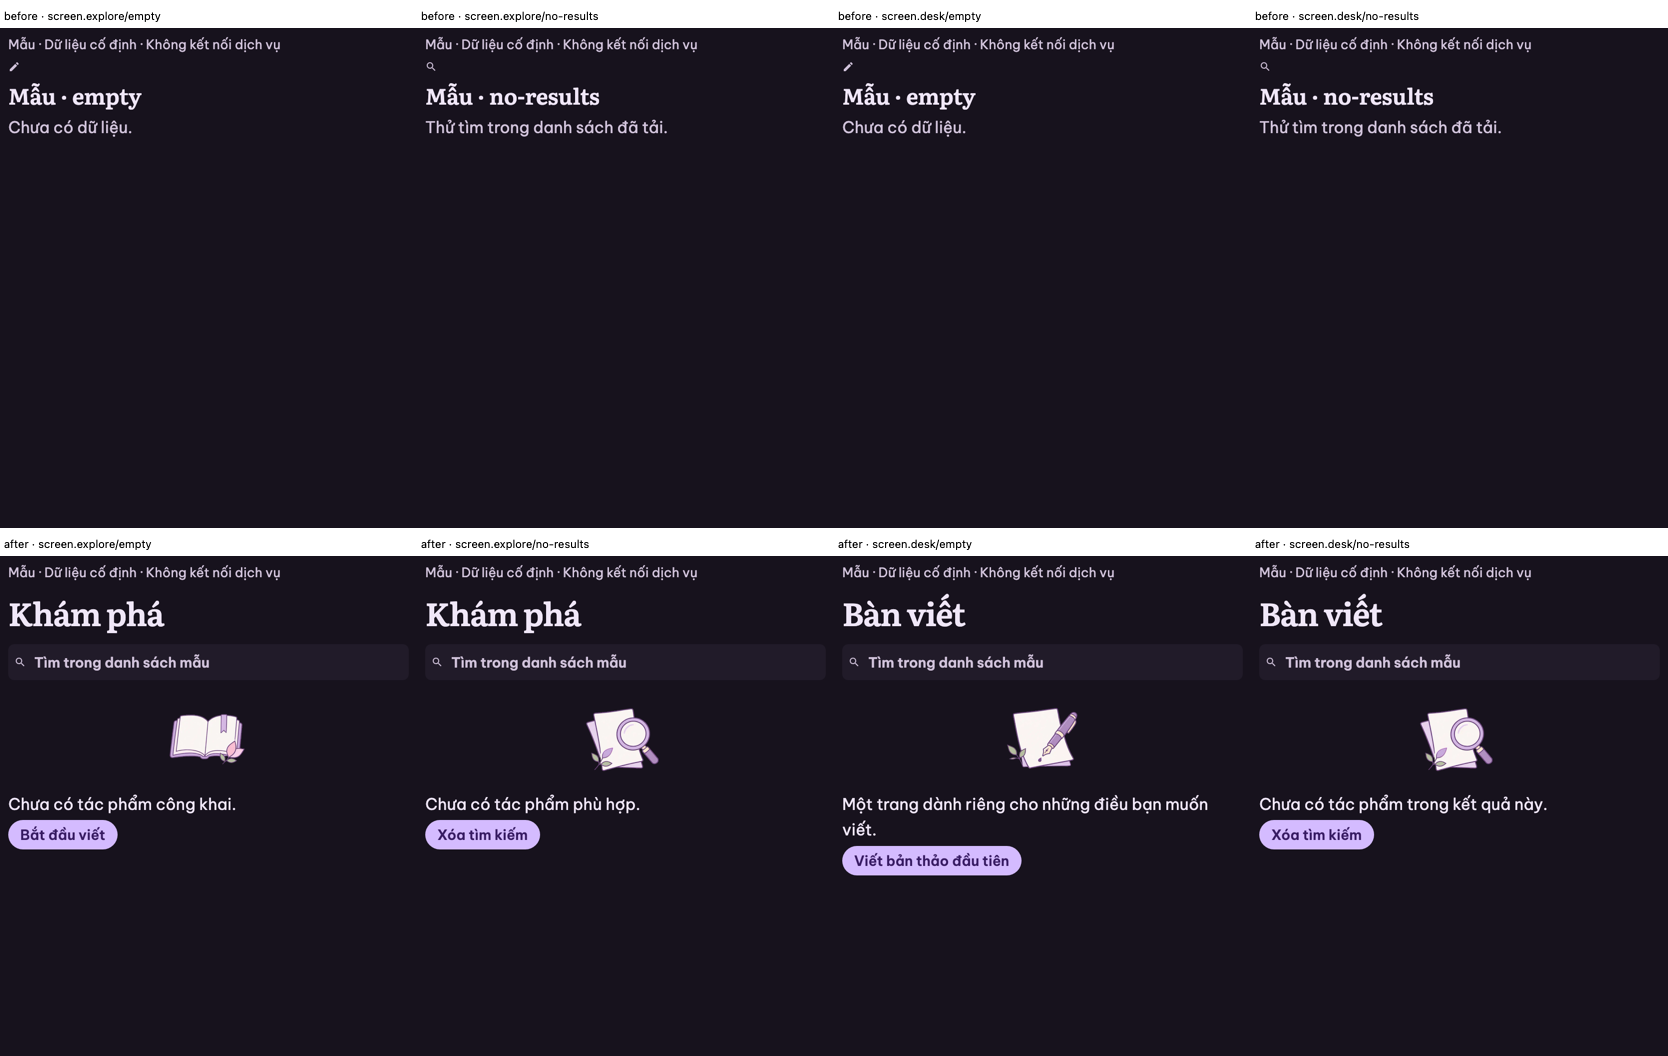 before · screen.explore/empty
Mẫu · Dữ liệu cố định · Không kết nối dịch vụ
Mẫu · empty
Chưa có dữ liệu.
before · screen.explore/no-results
Mẫu · Dữ liệu cố định · Không kết nối dịch vụ
Mẫu · no-results
Thử tìm trong danh sách đã tải.
before · screen.desk/empty
Mẫu · Dữ liệu cố định · Không kết nối dịch vụ
Mẫu · empty
Chưa có dữ liệu.
before · screen.desk/no-results
Mẫu · Dữ liệu cố định · Không kết nối dịch vụ
Mẫu · no-results
Thử tìm trong danh sách đã tải.
after · screen.explore/empty
Mẫu · Dữ liệu cố định · Không kết nối dịch vụ
Khám phá
Tìm trong danh sách mẫu
Chưa có tác phẩm công khai.
Bắt đầu viết
after · screen.explore/no-results
Mẫu · Dữ liệu cố định · Không kết nối dịch vụ
Khám phá
Tìm trong danh sách mẫu
Chưa có tác phẩm phù hợp.
Xóa tìm kiếm
after · screen.desk/empty
Mẫu · Dữ liệu cố định · Không kết nối dịch vụ
Bàn viết
Tìm trong danh sách mẫu
Một trang dành riêng cho những điều bạn muốn
viết.
Viết bản thảo đầu tiên
after · screen.desk/no-results
Mẫu · Dữ liệu cố định · Không kết nối dịch vụ
Bàn viết
Tìm trong danh sách mẫu
Chưa có tác phẩm trong kết quả này.
Xóa tìm kiếm